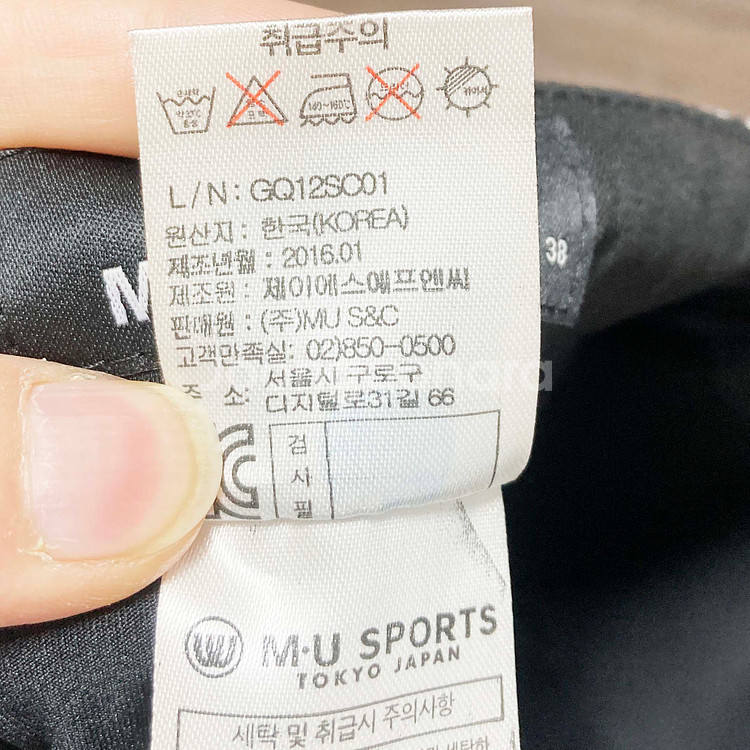 취급주의
140~160℃
L/N: GQ12SC01
원산지 : 한국(KOREA)
제조년월 : 2016.01
제조원 : 제이에스에프엔씨
판매원 : (주)MU S&C
고객만족실: 02)850-0500
주 소: 서울시 구로구
디지털로31길 66
검
사
필
38
M
M·U SPORTS
TOKYO JAPAN
세탁 및 취급시 주의사항